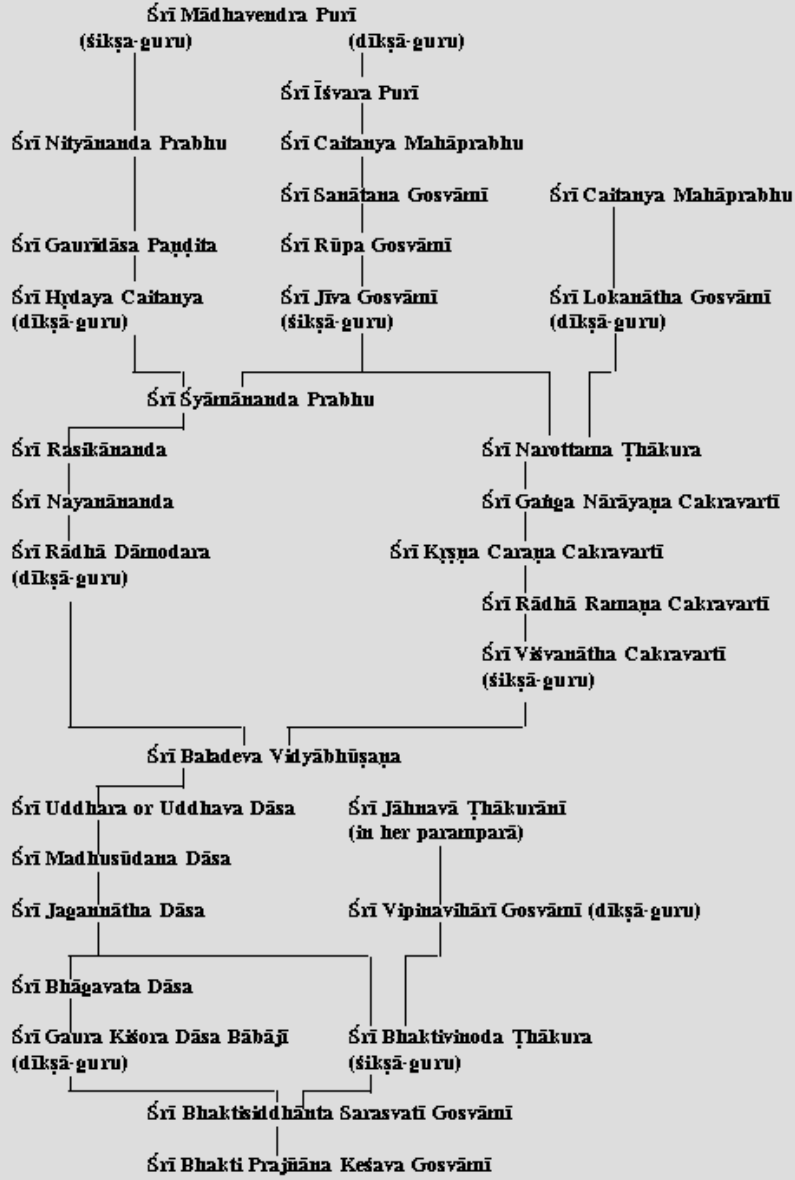 Śrī Mādhavendra Purī
(śikṣa-guru) (dīkṣā-guru)
Śrī Īśvara Purī
Śrī Nityānanda Prabhu Śrī Caitanya Mahāprabhu
Śrī Sanātana Gosvāmī Śrī Caitanya Mahāprabhu
Śrī Gaurīdāsa Paṇḍita Śrī Rūpa Gosvāmī
Śrī Hṛdaya Caitanya Śrī Jīva Gosvāmī Śrī Lokanātha Gosvāmī
(dīkṣā-guru) (śikṣā-guru) (dīkṣā-guru)
Śrī Śyāmānanda Prabhu
Śrī Rasikānanda Śrī Narottama Ṭhākura
Śrī Nayanānanda Śrī Gaṅga Nārāyaṇa Cakravartī
Śrī Rādhā Dāmodara Śrī Kṛṣṇa Caraṇa Cakravartī
(dīkṣā-guru)
Śrī Rādhā Ramaṇa Cakravartī
Śrī Viśvanātha Cakravartī
(śikṣā-guru)
Śrī Baladeva Vidyābhūṣaṇa
Śrī Uddhara or Uddhava Dāsa Śrī Jāhnavā Ṭhākurānī
(in her paramparā)
Śrī Madhusūdana Dāsa
Śrī Jagannātha Dāsa Śrī Vipinavihārī Gosvāmī (dīkṣā-guru)
Śrī Bhāgavata Dāsa
Śrī Gaura Kiśora Dāsa Bābājī Śrī Bhaktivinoda Ṭhākura
(dīkṣā-guru) (śikṣā-guru)
Śrī Bhaktisiddhānta Sarasvatī Gosvāmī
Śrī Bhakti Prajñāna Keśava Gosvāmī